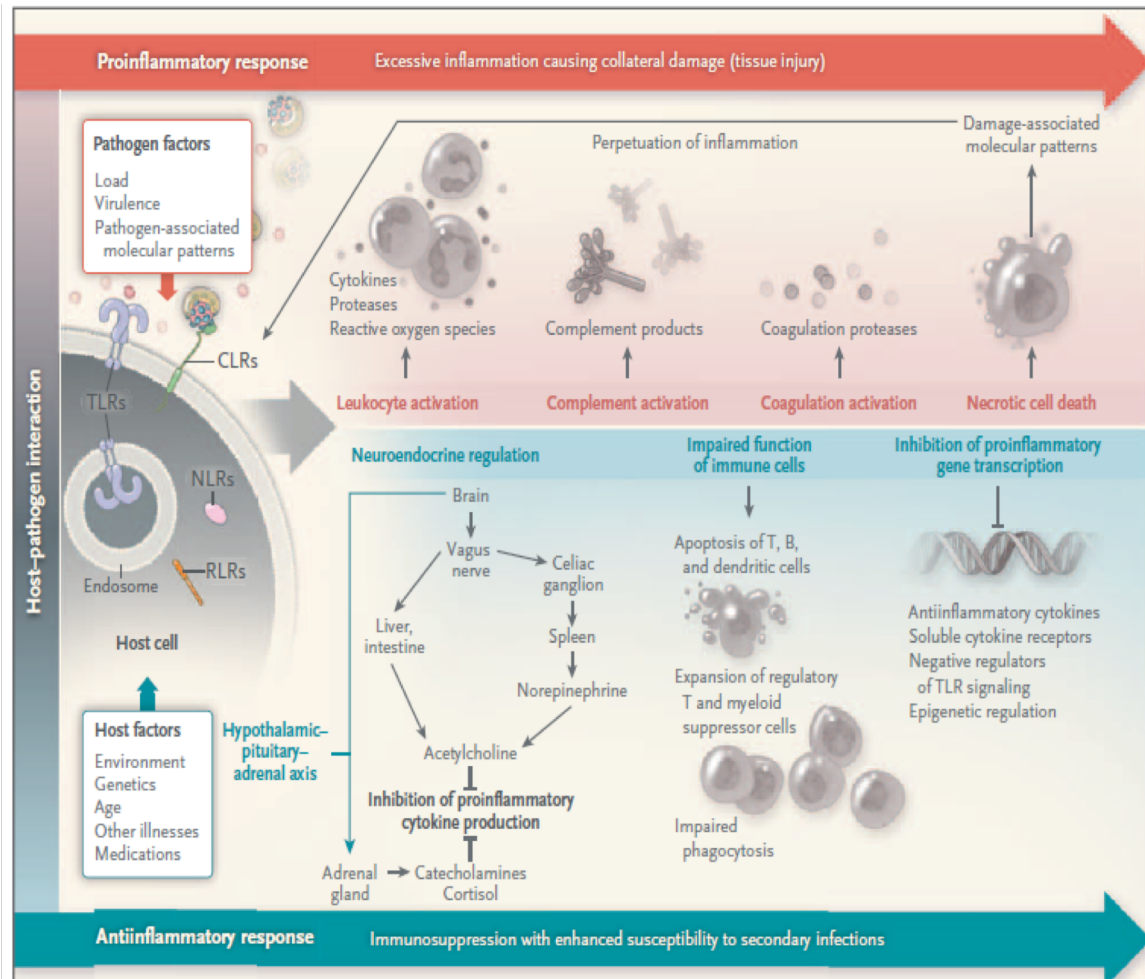 Proinflammatory response
Excessive inflammation causing collateral damage (tissue injury)
Host–pathogen interaction
Pathogen factors
Load
Virulence
Pathogen-associated
molecular patterns
CLRs
TLRs
NLRs
RLRs
Endosome
Host cell
Host factors
Environment
Genetics
Age
Other illnesses
Medications
Perpetuation of inflammation
Damage-associated
molecular patterns
Cytokines
Proteases
Reactive oxygen species
Complement products
Coagulation proteases
Leukocyte activation
Complement activation
Coagulation activation
Necrotic cell death
Neuroendocrine regulation
Brain
Vagus
nerve
Celiac
ganglion
Liver,
intestine
Spleen
Norepinephrine
Acetylcholine
Hypothalamic–
pituitary–
adrenal axis
Inhibition of proinflammatory
cytokine production
Adrenal
gland
Catecholamines
Cortisol
Impaired function
of immune cells
Apoptosis of T, B,
and dendritic cells
Expansion of regulatory
T and myeloid
suppressor cells
Impaired
phagocytosis
Inhibition of proinflammatory
gene transcription
Antiinflammatory cytokines
Soluble cytokine receptors
Negative regulators
of TLR signaling
Epigenetic regulation
Antiinflammatory response
Immunosuppression with enhanced susceptibility to secondary infections